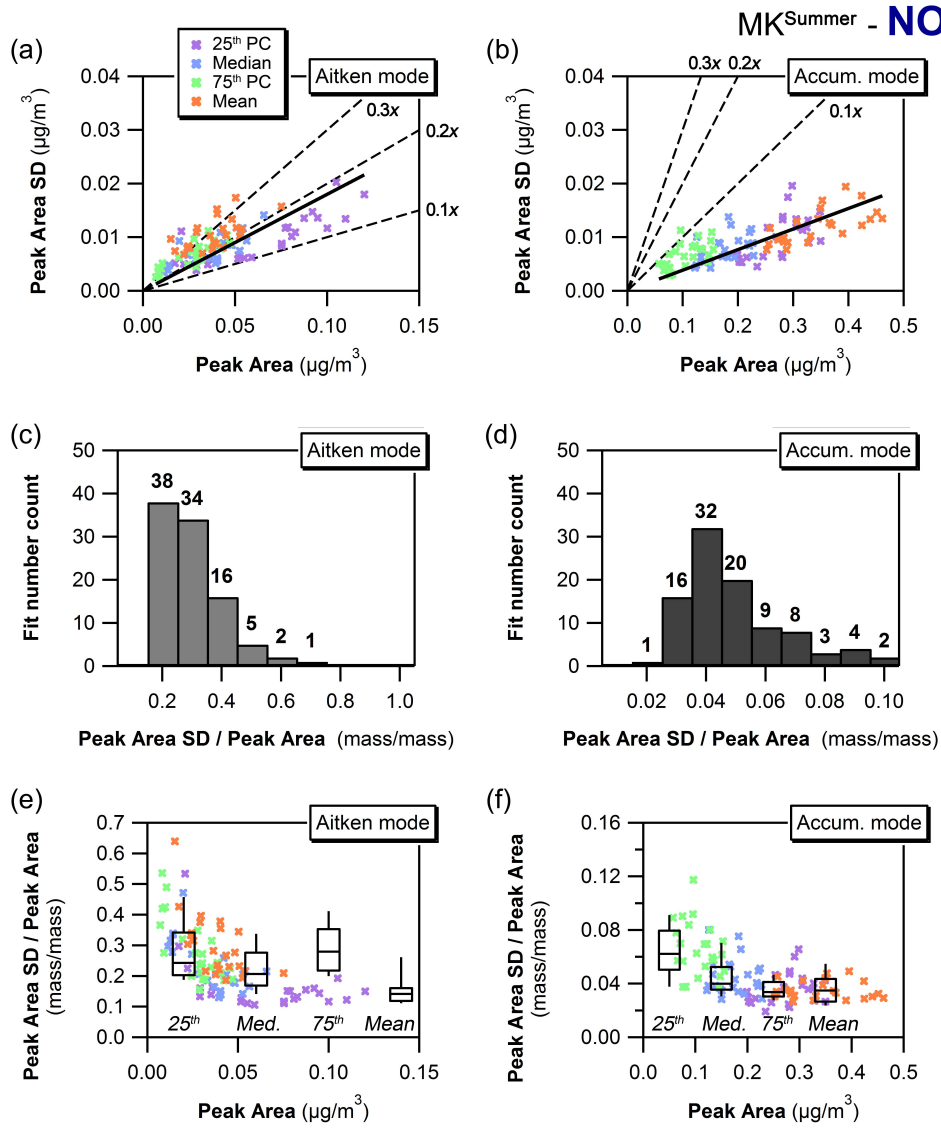 MK^Summer - NO
(a)
25th PC
Median
75th PC
Mean
Aitken mode
0.3x
0.2x
0.1x
0.04
0.03
0.02
0.01
0.00
Peak Area SD (µg/m³)
0.00 0.05 0.10 0.15
Peak Area (µg/m³)
(b)
0.3x 0.2x
Accum. mode
0.1x
0.04
0.03
0.02
0.01
0.00
Peak Area SD (µg/m³)
0.0 0.1 0.2 0.3 0.4 0.5
Peak Area (µg/m³)
(c)
Aitken mode
50
40
30
20
10
0
Fit number count
38 34 16 5 2 1
0.2 0.4 0.6 0.8 1.0
Peak Area SD / Peak Area (mass/mass)
(d)
Accum. mode
50
40
30
20
10
0
Fit number count
1 16 32 20 9 8 3 4 2
0.02 0.04 0.06 0.08 0.10
Peak Area SD / Peak Area (mass/mass)
(e)
Aitken mode
0.7
0.6
0.5
0.4
0.3
0.2
0.1
0.0
Peak Area SD / Peak Area
(mass/mass)
25th Med. 75th Mean
0.00 0.05 0.10 0.15
Peak Area (µg/m³)
(f)
Accum. mode
0.16
0.12
0.08
0.04
0.00
Peak Area SD / Peak Area
(mass/mass)
25th Med. 75th Mean
0.0 0.1 0.2 0.3 0.4 0.5
Peak Area (µg/m³)